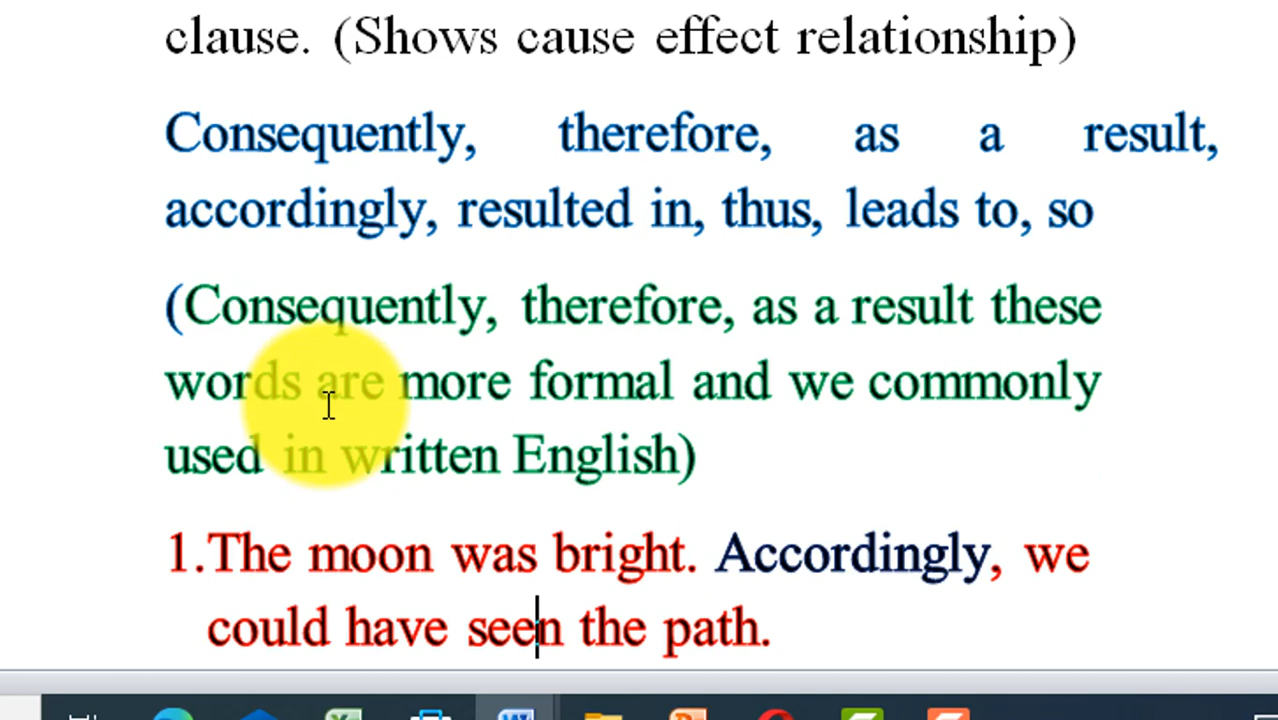 clause. (Shows cause effect relationship)
Consequently, therefore, as a result,
accordingly, resulted in, thus, leads to, so
(Consequently, therefore, as a result these
words are more formal and we commonly
used in written English)
1.The moon was bright. Accordingly, we
could have seen the path.